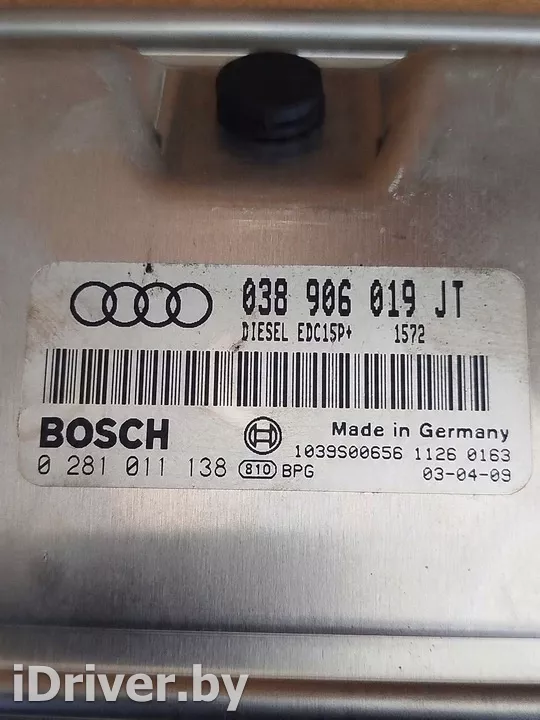 038 906 019 JT
DIESEL EDC15P+ 1572
BOSCH
Made in Germany
0 281 011 138 810 BPG
1039S00656 1126 0163
03-04-09
iDriver.by